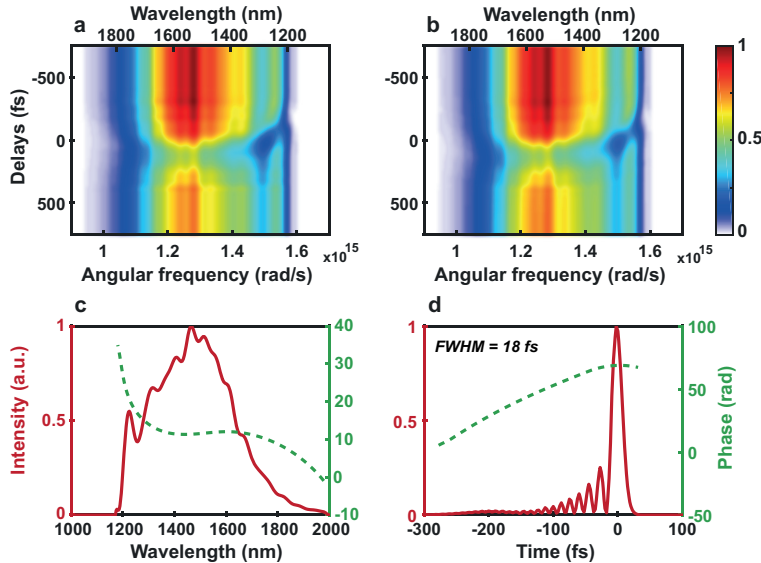 Wavelength (nm)
Wavelength (nm)
a
1800 1600 1400 1200
b
1800 1600 1400 1200
Delays (fs)
-500
0
500
-500
0
500
1
0.5
0
1 1.2 1.4 1.6
x10^15
1 1.2 1.4 1.6
x10^15
Angular frequency (rad/s)
Angular frequency (rad/s)
c
d
Intensity (a.u.)
1
0.5
0
40
30
20
10
0
-10
1000 1200 1400 1600 1800 2000
Wavelength (nm)
FWHM = 18 fs
1
0.5
0
100
50
0
-50
Phase (rad)
-300 -200 -100 0 100
Time (fs)